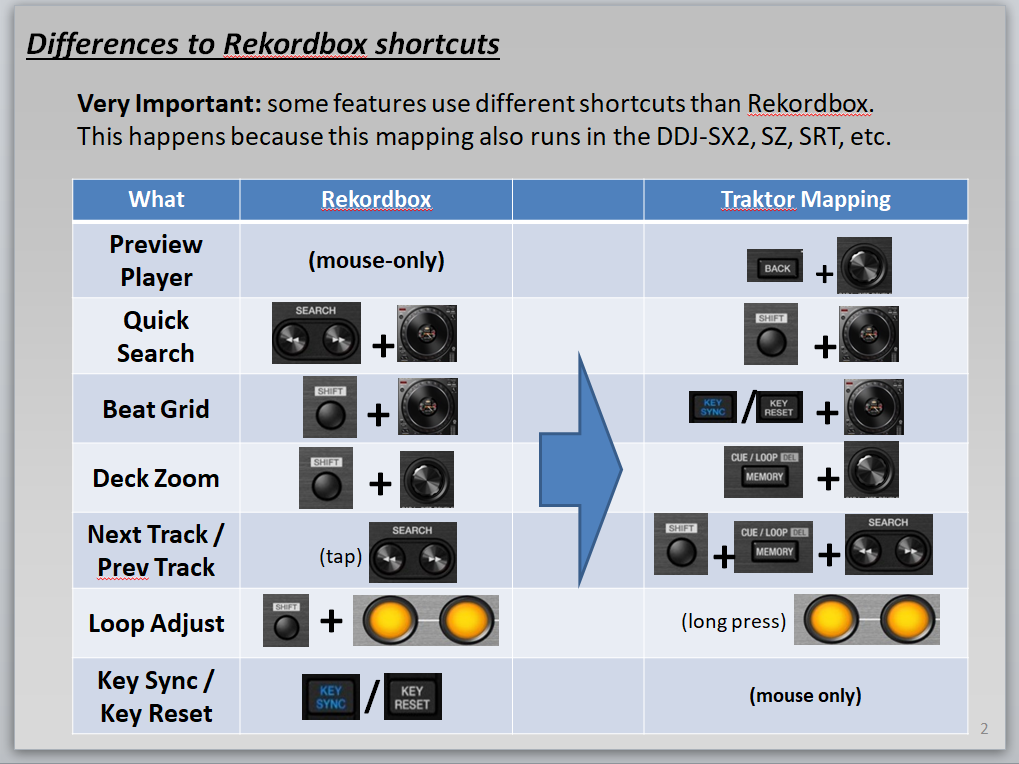 Differences to Rekordbox shortcuts
Very Important: some features use different shortcuts than Rekordbox.
This happens because this mapping also runs in the DDJ-SX2, SZ, SRT, etc.
What Rekordbox Traktor Mapping
Preview
Player
(mouse-only)
BACK +
Quick
Search
SEARCH +
SHIFT +
Beat Grid
SHIFT +
KEY SYNC / KEY RESET +
Deck Zoom
SHIFT +
CUE / LOOP DEL
MEMORY +
Next Track /
Prev Track
(tap) SEARCH
SHIFT + CUE / LOOP DEL MEMORY + SEARCH
Loop Adjust
SHIFT +
(long press)
Key Sync /
Key Reset
KEY SYNC / KEY RESET
(mouse only)
2